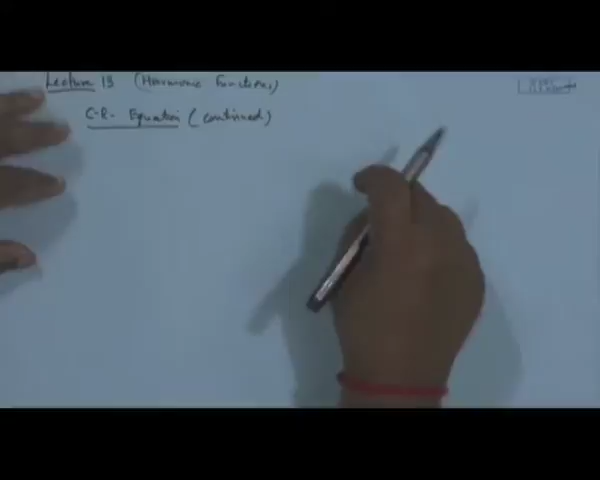 Lecture 13 (Harmonic Functions)
C-R- Equation (continued)